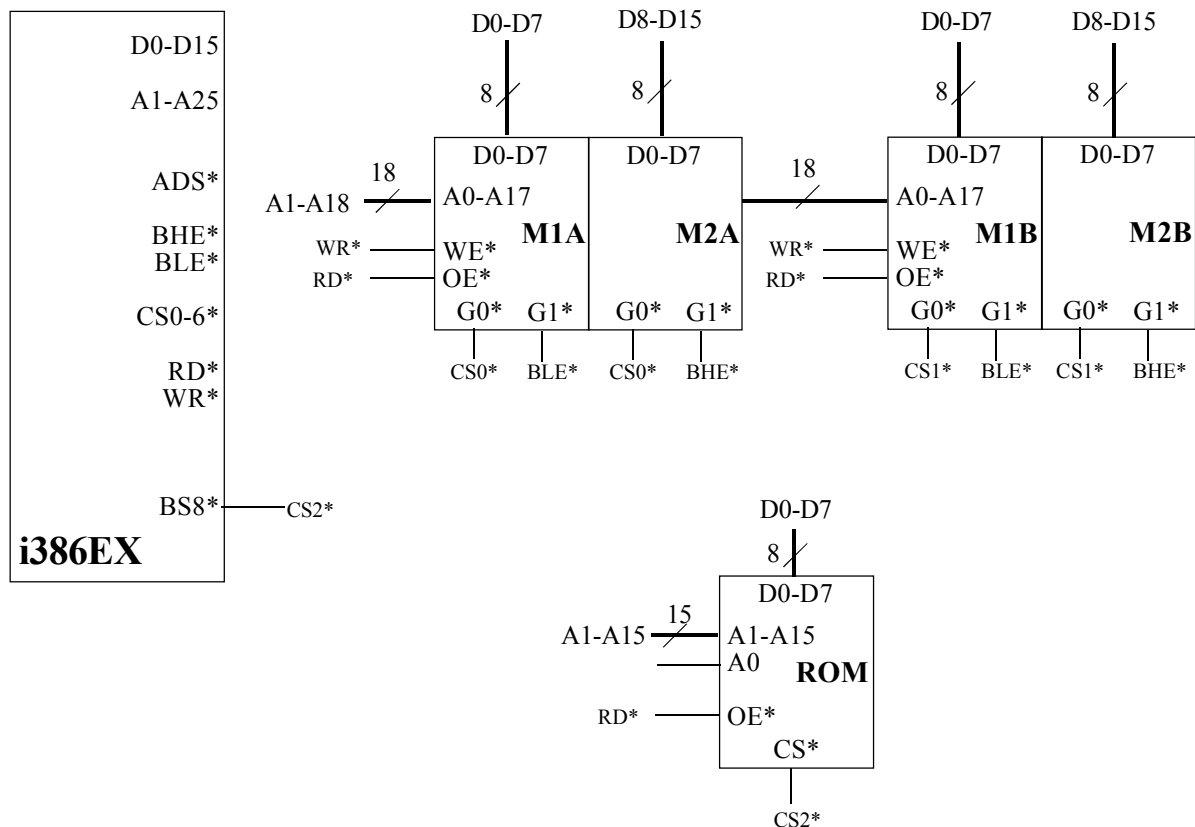 D0-D15
A1-A25
ADS*
BHE*
BLE*
CS0-6*
RD*
WR*
BS8*
CS2*
i386EX
D0-D7
D8-D15
D0-D7
D8-D15
8
8
8
8
D0-D7
D0-D7
D0-D7
D0-D7
18
A1-A18
A0-A17
18
A0-A17
M1A
M2A
M1B
M2B
WR*
WE*
WR*
WE*
RD*
OE*
RD*
OE*
G0*
G1*
G0*
G1*
G0*
G1*
G0*
G1*
CS0*
BLE*
CS0*
BHE*
CS1*
BLE*
CS1*
BHE*
D0-D7
8
D0-D7
15
A1-A15
A1-A15
A0
ROM
RD*
OE*
CS*
CS2*